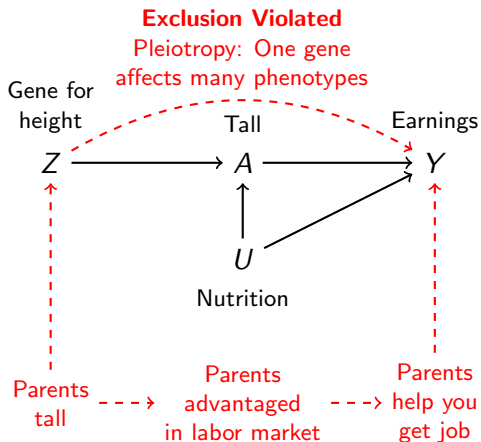 Exclusion Violated
Pleiotropy: One gene
affects many phenotypes
Gene for
height
Tall
Earnings
Z
A
Y
U
Nutrition
Parents
tall
Parents
advantaged
in labor market
Parents
help you
get job